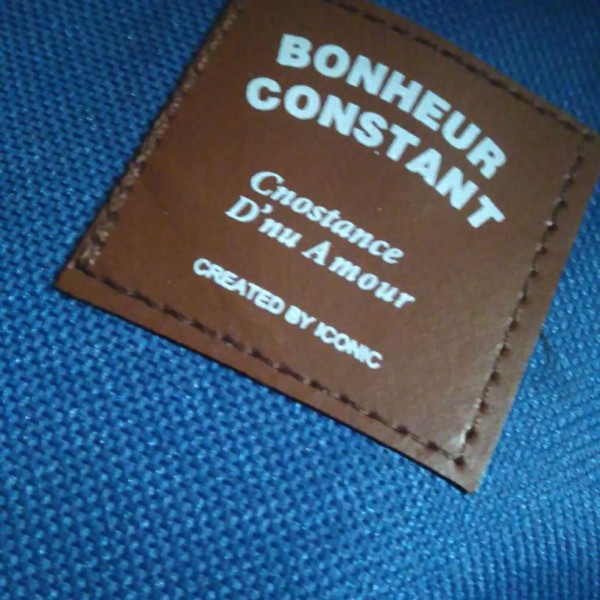 BONHEUR
CONSTANT
Cnostance
D'nu Amour
CREATED BY ICONIC